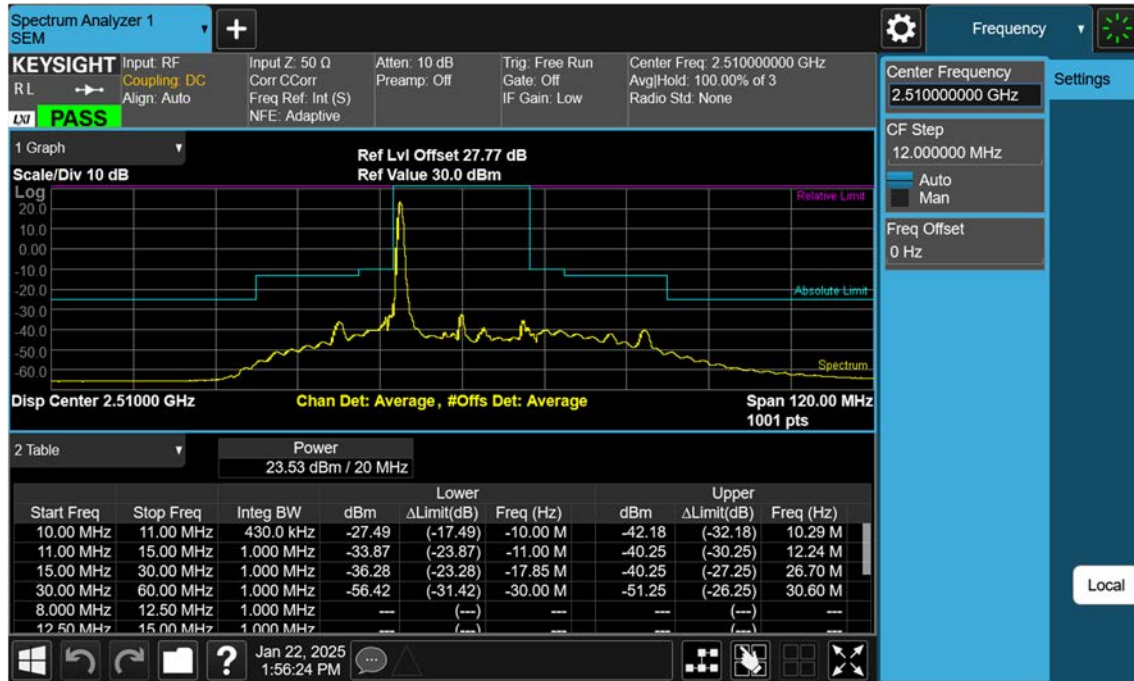 Spectrum Analyzer 1
SEM
Frequency
KEYSIGHT
RL
LXI
PASS
Input: RF
Coupling: DC
Align: Auto
Input Z: 50 Ω
Corr CCorr
Freq Ref: Int (S)
NFE: Adaptive
Atten: 10 dB
Preamp: Off
Trig: Free Run
Gate: Off
IF Gain: Low
Center Freq: 2.510000000 GHz
Avg|Hold: 100.00% of 3
Radio Std: None
Center Frequency
2.510000000 GHz
Settings
CF Step
12.000000 MHz
Auto
Man
Freq Offset
0 Hz
1 Graph
Scale/Div 10 dB
Ref Lvl Offset 27.77 dB
Ref Value 30.0 dBm
Log
20.0
10.0
0.00
-10.0
-20.0
-30.0
-40.0
-50.0
-60.0
Relative Limit
Absolute Limit
Spectrum
Disp Center 2.51000 GHz Chan Det: Average, #Offs Det: Average Span 120.00 MHz
1001 pts
2 Table
Power
23.53 dBm / 20 MHz
Lower Upper
Start Freq Stop Freq Integ BW dBm ΔLimit(dB) Freq (Hz) dBm ΔLimit(dB) Freq (Hz)
10.00 MHz 11.00 MHz 430.0 kHz -27.49 (-17.49) -10.00 M -42.18 (-32.18) 10.29 M
11.00 MHz 15.00 MHz 1.000 MHz -33.87 (-23.87) -11.00 M -40.25 (-30.25) 12.24 M
15.00 MHz 30.00 MHz 1.000 MHz -36.28 (-23.28) -17.85 M -40.25 (-27.25) 26.70 M
30.00 MHz 60.00 MHz 1.000 MHz -56.42 (-31.42) -30.00 M -51.25 (-26.25) 30.60 M
8.000 MHz 12.50 MHz 1.000 MHz --- (---) --- (---)
12.50 MHz 15.00 MHz 1.000 MHz --- (---) --- (---)
Local
Jan 22, 2025
1:56:24 PM